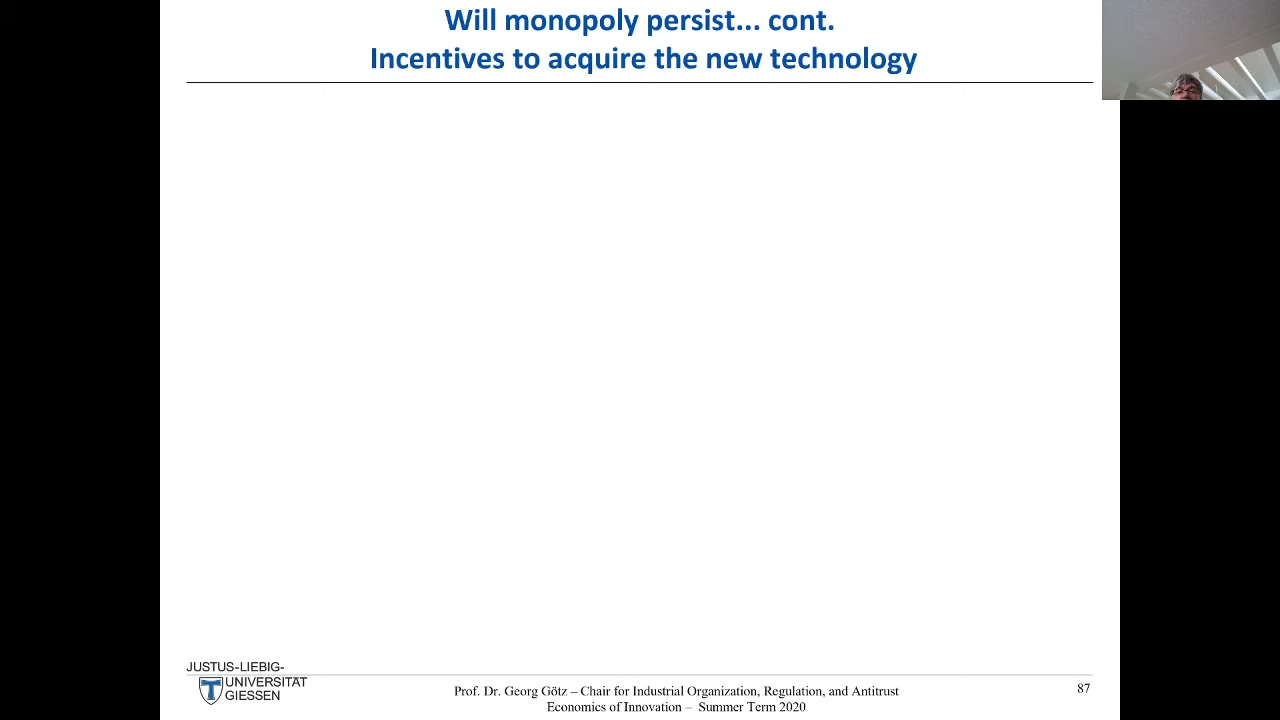 Will monopoly persist... cont.
Incentives to acquire the new technology
JUSTUS-LIEBIG-
UNIVERSITÄT
GIESSEN
Prof. Dr. Georg Götz – Chair for Industrial Organization, Regulation, and Antitrust
Economics of Innovation – Summer Term 2020
87